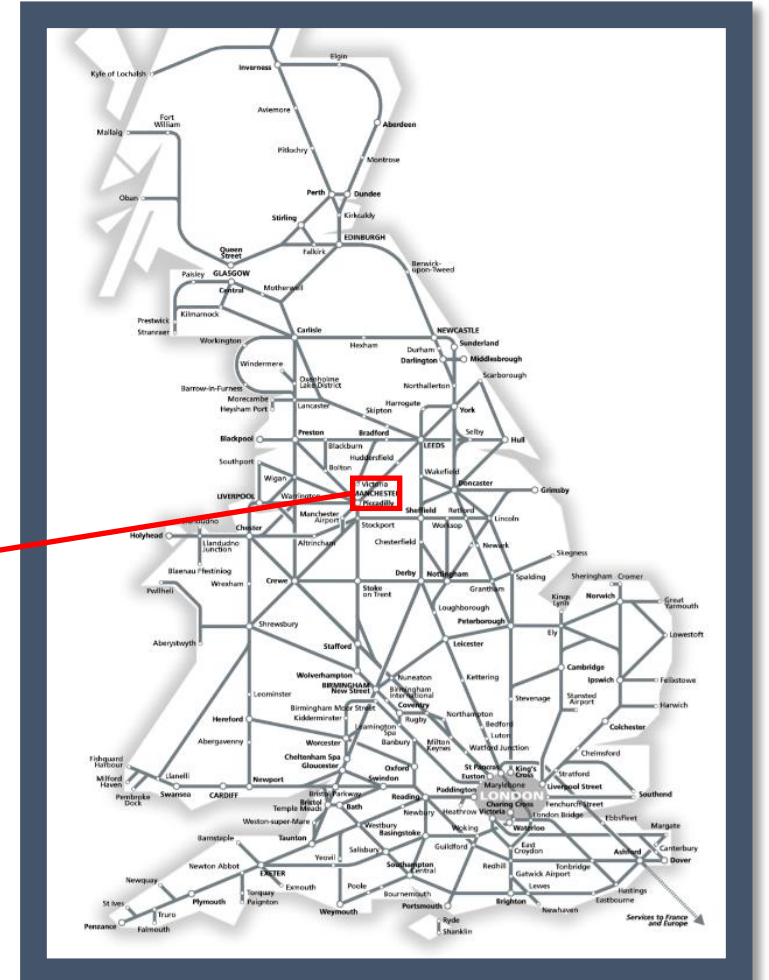 Elgin
Inverness
Kyle of Lochalsh
Aviemore
Fort
William
Mallaig
Aberdeen
Pitlochry
Montrose
Perth
Dundee
Oban
Stirling
Kirkcaldy
EDINBURGH
Queen
Street
Falkirk
Berwick-
upon-Tweed
Paisley
GLASGOW
Central
Motherwell
Kilmarnock
Prestwick
Stranraer
Carlisle
NEWCASTLE
Workington
Hexham
Sunderland
Durham
Darlington
Middlesbrough
Windermere
Scarborough
Oxenholme
Lake District
Barrow-in-Furness
Northallerton
Morecambe
Heysham Port
Lancaster
Harrogate
Skipton
York
Blackpool
Preston
Bradford
Selby
Hull
Blackburn
LEEDS
Huddersfield
Southport
Bolton
Wakefield
Wigan
Victoria
MANCHESTER
Piccadilly
Doncaster
Grimsby
LIVERPOOL
Warrington
Manchester
Airport
Sheffield
Retford
Lincoln
Stockport
Worksop
Holyhead
Llandudno
Junction
Chester
Altrincham
Chesterfield
Newark
Skegness
Blaenau Ffestiniog
Pwllheli
Wrexham
Crewe
Stoke
on Trent
Derby
Nottingham
Grantham
Spalding
Sheringham
Cromer
Kings
Lynn
Norwich
Great
Yarmouth
Loughborough
Peterborough
Shrewsbury
Ely
Lowestoft
Aberystwyth
Stafford
Leicester
Wolverhampton
BIRMINGHAM
New Street
Nuneaton
Birmingham
International
Kettering
Cambridge
Ipswich
Felixstowe
Leominster
Birmingham Moor Street
Kidderminster
Coventry
Rugby
Northampton
Stevenage
Stansted
Airport
Harwich
Hereford
Leamington
Spa
Bedford
Colchester
Worcester
Banbury
Milton
Keynes
Luton
Abergavenny
Watford Junction
Chelmsford
Cheltenham Spa
Gloucester
Oxford
St Pancras
Euston
King's
Cross
Stratford
Fishguard
Harbour
Milford
Haven
Pembroke
Dock
Llanelli
Swansea
CARDIFF
Newport
Swindon
Paddington
Marylebone
Liverpool Street
LONDON
Southend
Bristol Parkway
Bristol
Temple Meads
Bath
Reading
Charing Cross
Fenchurch Street
Newbury
Heathrow
Victoria
London Bridge
Ebbsfleet
Weston-super-Mare
Westbury
Basingstoke
Woking
Waterloo
Margate
Barnstaple
Taunton
Salisbury
Guildford
East
Croydon
Canterbury
Yeovil
Ashford
Dover
Newton Abbot
Southampton
Central
Redhill
Tonbridge
EXETER
Gatwick Airport
Newquay
Exmouth
Poole
Bournemouth
Lewes
Hastings
St Ives
Plymouth
Torquay
Paignton
Weymouth
Portsmouth
Brighton
Newhaven
Eastbourne
Truro
Penzance
Falmouth
Ryde
Shanklin
Services to France
and Europe